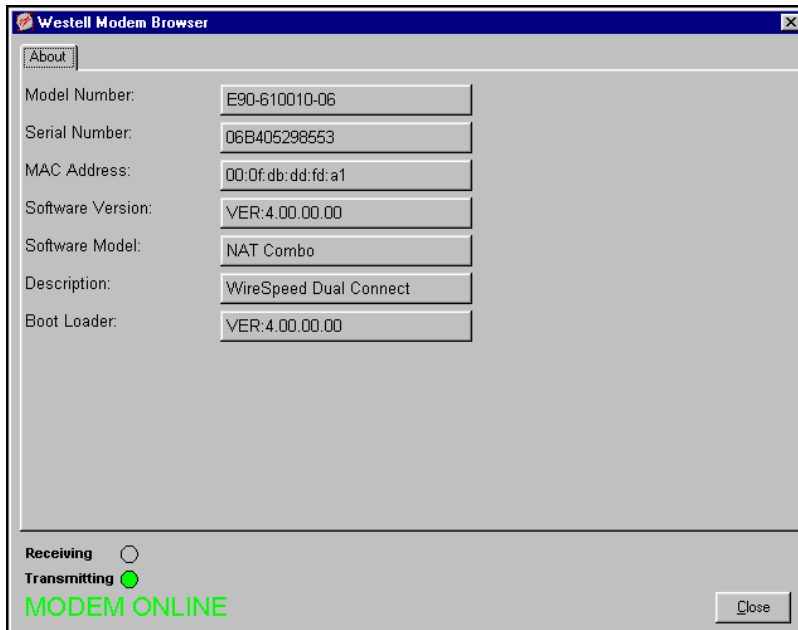 Westell Modem Browser
About
Model Number: E90-610010-06
Serial Number: 06B405298553
MAC Address: 00:0f:db:dd:fd:a1
Software Version: VER:4.00.00.00
Software Model: NAT Combo
Description: WireSpeed Dual Connect
Boot Loader: VER:4.00.00.00
Receiving
Transmitting
MODEM ONLINE
Close